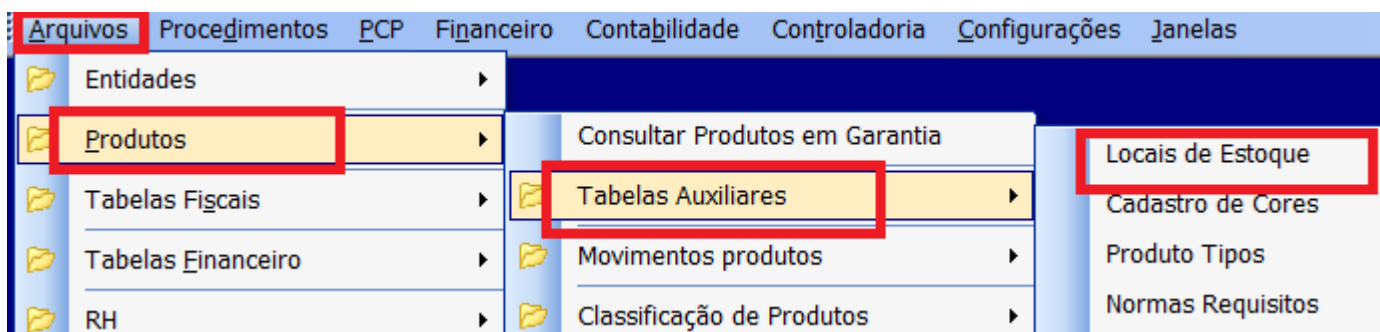 Arquivos Procedimentos PCP Financeiro Contabilidade Controladoria Configurações Janelas
Entidades
Produtos
Tabelas Fiscais
Tabelas Financeiro
RH
Consultar Produtos em Garantia
Tabelas Auxiliares
Movimentos produtos
Classificação de Produtos
Locais de Estoque
Cadastro de Cores
Produto Tipos
Normas Requisitos